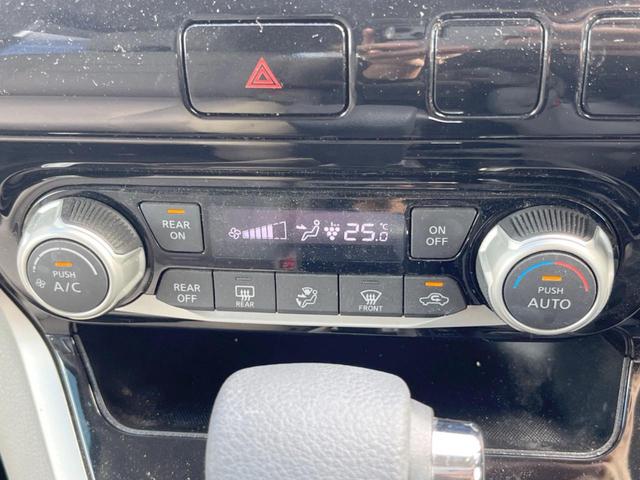 REAR
ON
25.0
°C
ON
OFF
PUSH
A/C
REAR
OFF
REAR
FRONT
PUSH
AUTO